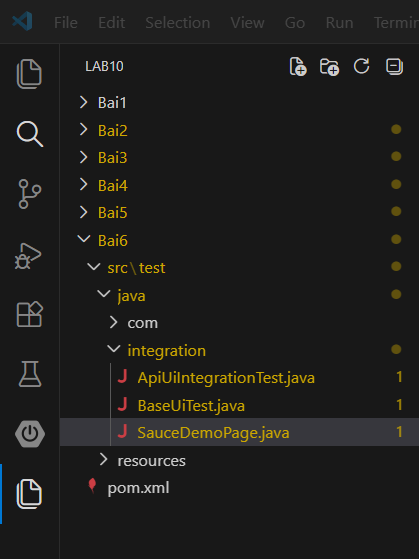 File Edit Selection View Go Run Termin
LAB10
Bai1
Bai2
Bai3
Bai4
Bai5
Bai6
src\test
java
com
integration
J ApiUiIntegrationTest.java 1
J BaseUiTest.java 1
J SauceDemoPage.java 1
resources
pom.xml